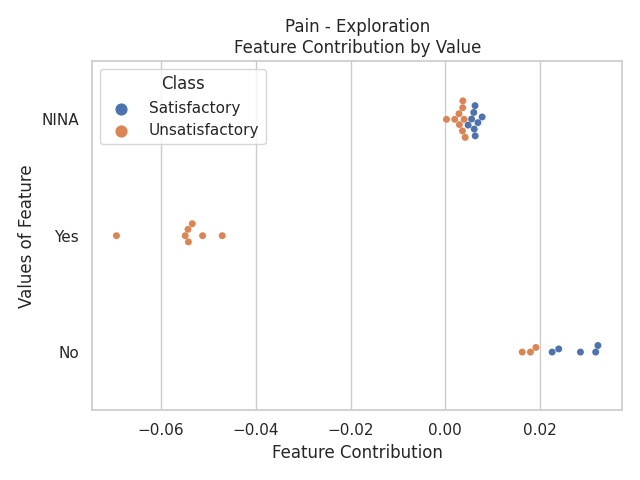 Pain - Exploration
Feature Contribution by Value
Class
Satisfactory
Unsatisfactory
NINA
Yes
No
Values of Feature
−0.06 −0.04 −0.02 0.00 0.02
Feature Contribution